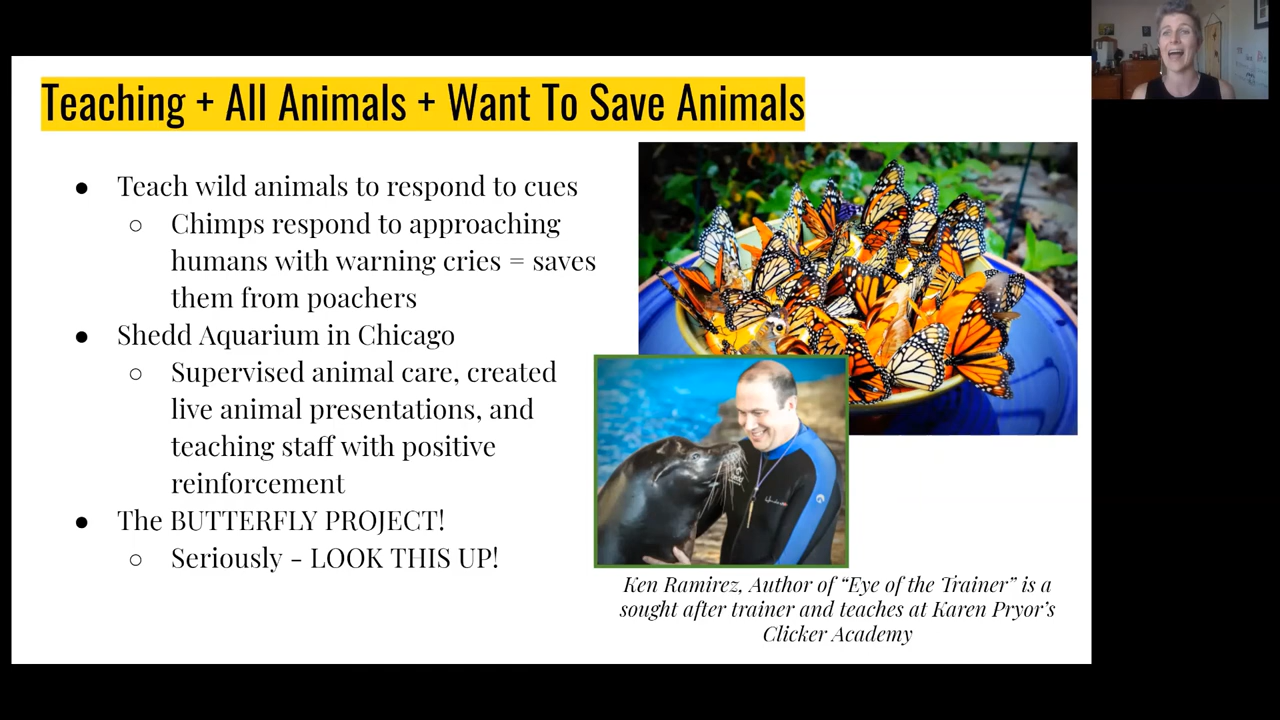 Teaching + All Animals + Want To Save Animals
● Teach wild animals to respond to cues
○ Chimps respond to approaching
humans with warning cries = saves
them from poachers
● Shedd Aquarium in Chicago
○ Supervised animal care, created
live animal presentations, and
teaching staff with positive
reinforcement
● The BUTTERFLY PROJECT!
○ Seriously - LOOK THIS UP!
Ken Ramirez, Author of “Eye of the Trainer” is a
sought after trainer and teaches at Karen Pryor’s
Clicker Academy